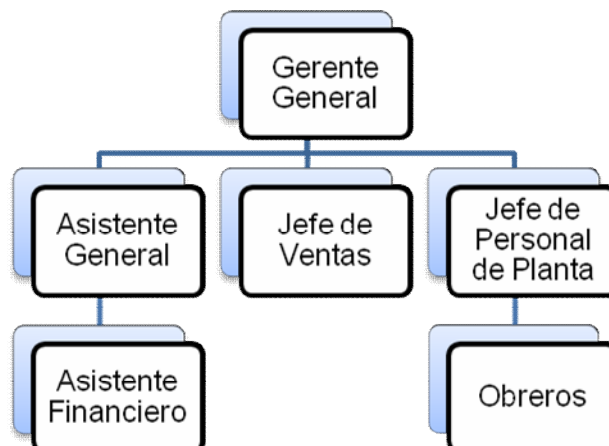 Gerente
General
Asistente
General
Jefe de
Ventas
Jefe de
Personal
de Planta
Asistente
Financiero
Obreros